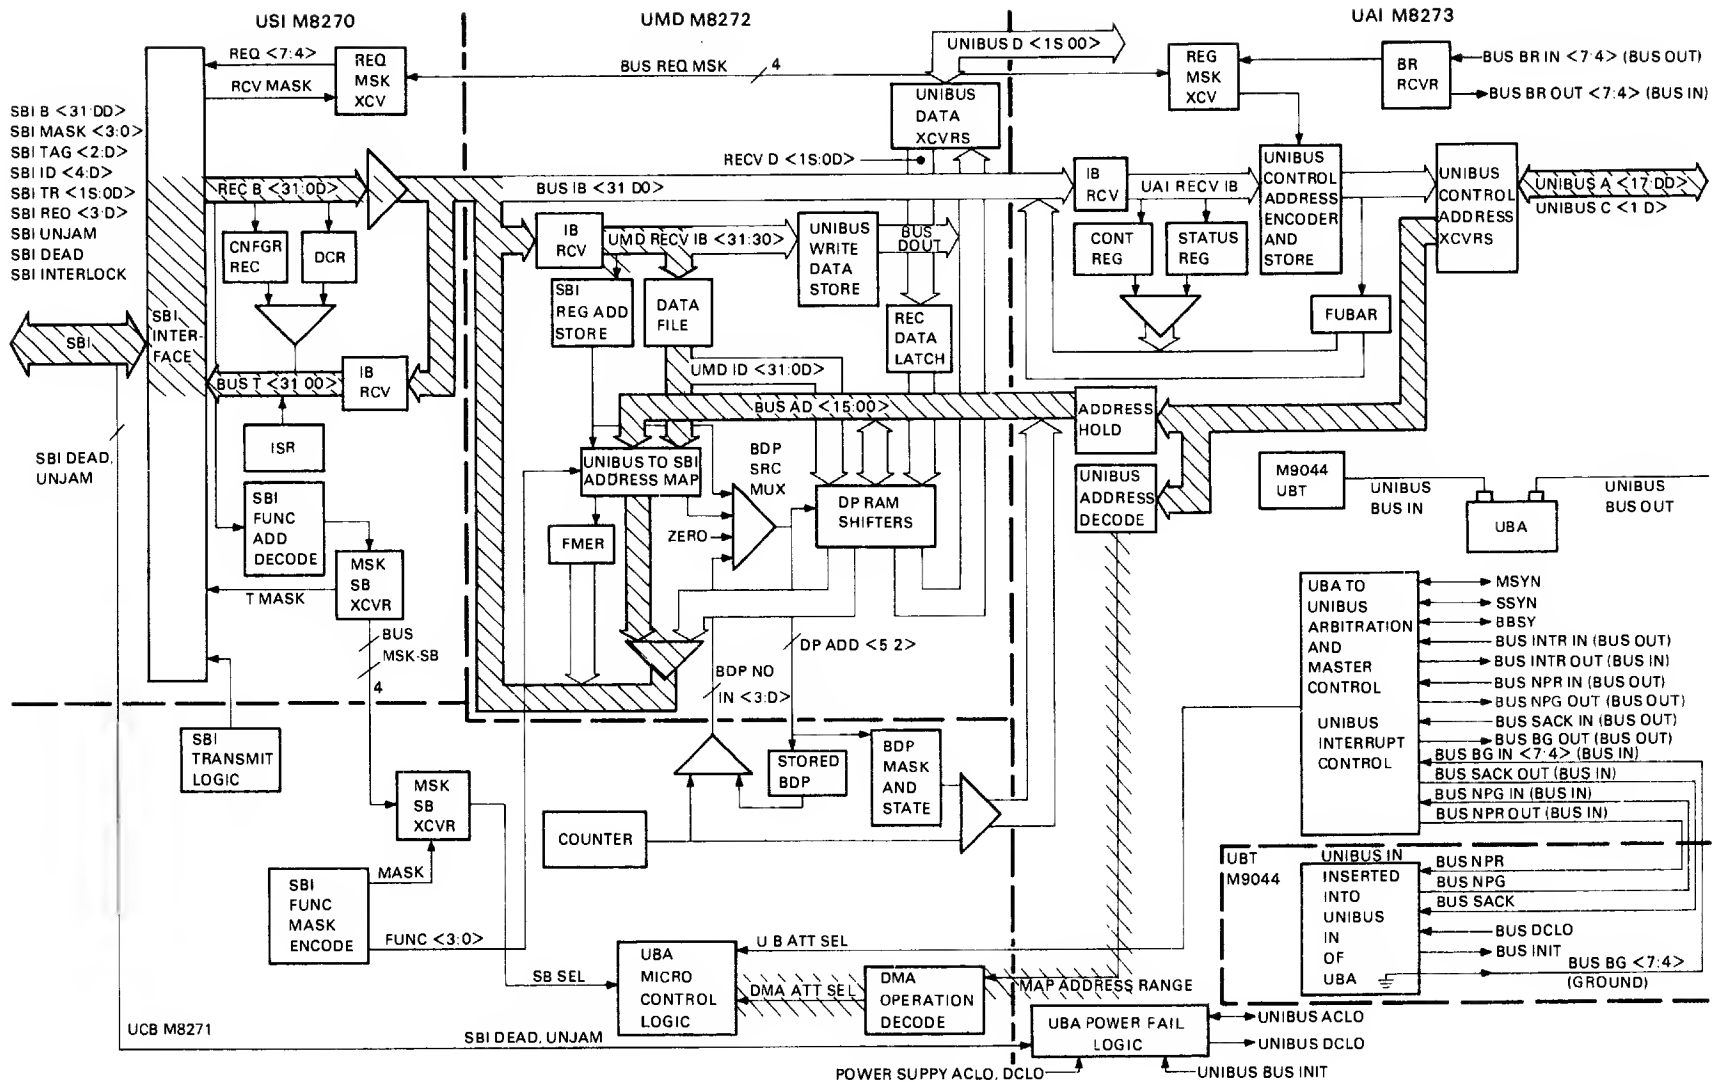 USI M8270
UMD M8272
UAI M8273
REQ <7:4>
RCV MASK
REQ
MSK
XCV
BUS REQ MSK
4
UNIBUS D <1S 00>
UNIBUS
DATA
XCVRS
RECV D <1S:0D>
REG
MSK
XCV
BR
RCVR
BUS BR IN <7:4> (BUS OUT)
BUS BR OUT <7:4> (BUS IN)
SBI B <31:DD>
SBI MASK <3:0>
SBI TAG <2:D>
SBI ID <4:D>
SBI TR <1S:0D>
SBI REO <3:D>
SBI UNJAM
SBI DEAD
SBI INTERLOCK
SBI
SBI
INTER-
FACE
REC B <31:0D>
CNFGR
REC
DCR
BUS T <31 00>
IB
RCV
ISR
SBI
FUNC
ADD
DECODE
MSK
SB
XCVR
T MASK
BUS
MSK-SB
4
SBI DEAD,
UNJAM
SBI
TRANSMIT
LOGIC
BUS IB <31 D0>
IB
RCV
UMD RECV IB <31:30>
UNIBUS
WRITE
DATA
STORE
BUS
DOUT
SBI
REG ADD
STORE
DATA
FILE
REC
DATA
LATCH
UMD ID <31:0D>
BUS AD <15:00>
UNIBUS TO SBI
ADDRESS MAP
BDP
SRC
MUX
ZERO
FMER
DP RAM
SHIFTERS
DP ADD <5 2>
BDP NO
IN <3:D>
IB
RCV
UAI RECV IB
CONT
REG
STATUS
REG
UNIBUS
CONTROL
ADDRESS
ENCODER
AND
STORE
UNIBUS
CONTROL
ADDRESS
XCVRS
UNIBUS A <17:DD>
UNIBUS C <1 D>
FUBAR
ADDRESS
HOLD
UNIBUS
ADDRESS
DECODE
M9044
UBT
UNIBUS
BUS IN
UBA
UNIBUS
BUS OUT
UBA TO
UNIBUS
ARBITRATION
AND
MASTER
CONTROL
UNIBUS
INTERRUPT
CONTROL
MSYN
SSYN
BBSY
BUS INTR IN (BUS OUT)
BUS INTR OUT (BUS IN)
BUS NPR IN (BUS OUT)
BUS NPG OUT (BUS OUT)
BUS SACK IN (BUS OUT)
BUS BG OUT (BUS OUT)
BUS BG IN <7:4> (BUS IN)
BUS SACK OUT (BUS IN)
BUS NPG IN (BUS IN)
BUS NPR OUT (BUS IN)
UBT
M9044
UNIBUS IN
INSERTED
INTO
UNIBUS
IN
OF
UBA
BUS NPR
BUS NPG
BUS SACK
BUS DCLO
BUS INIT
BUS BG <7:4>
(GROUND)
MSK
SB
XCVR
COUNTER
STORED
BDP
BDP
MASK
AND
STATE
SBI
FUNC
MASK
ENCODE
MASK
FUNC <3:0>
SB SEL
UBA
MICRO
CONTROL
LOGIC
U B ATT SEL
DMA ATT SEL
DMA
OPERATION
DECODE
MAP ADDRESS RANGE
UCB M8271
SBI DEAD, UNJAM
UBA POWER FAIL
LOGIC
UNIBUS ACLO
UNIBUS DCLO
POWER SUPPLY ACLO, DCLO
UNIBUS BUS INIT